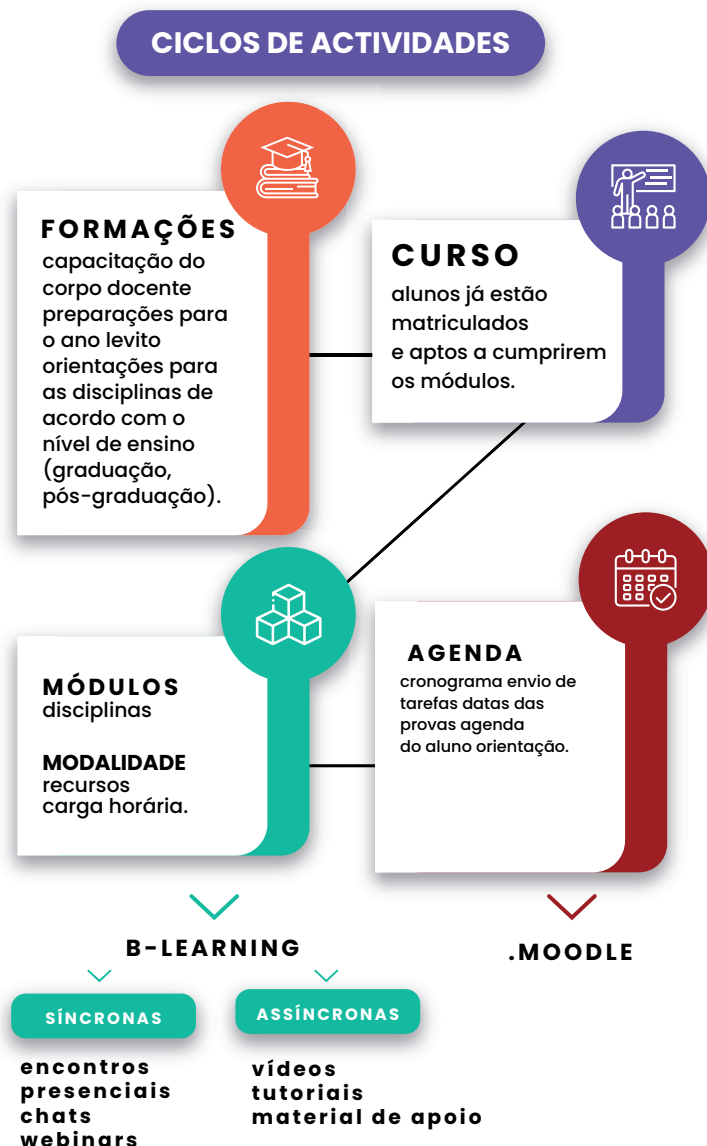 CICLOS DE ACTIVIDADES
FORMAÇÕES
capacitação do
corpo docente
preparações para
o ano levito
orientações para
as disciplinas de
acordo com o
nível de ensino
(graduação,
pós-graduação).
CURSO
alunos já estão
matriculados
e aptos a cumprirem
os módulos.
MÓDULOS
disciplinas
MODALIDADE
recursos
carga horária.
AGENDA
cronograma envio de
tarefas datas das
provas agenda
do aluno orientação.
B-LEARNING
.MOODLE
SÍNCRONAS
encontros
presenciais
chats
webinars
ASSÍNCRONAS
vídeos
tutoriais
material de apoio